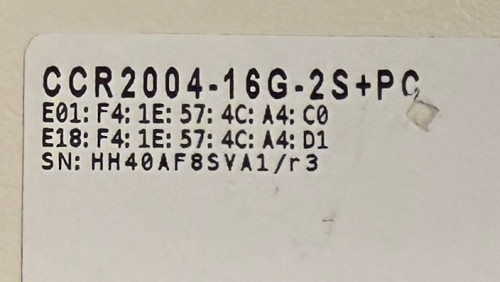 CCR2004-16G-2S+PC
E01: F4: 1E: 57: 4C: A4: C0
E18: F4: 1E: 57: 4C: A4: D1
SN: HH40AF8SVA1/r3